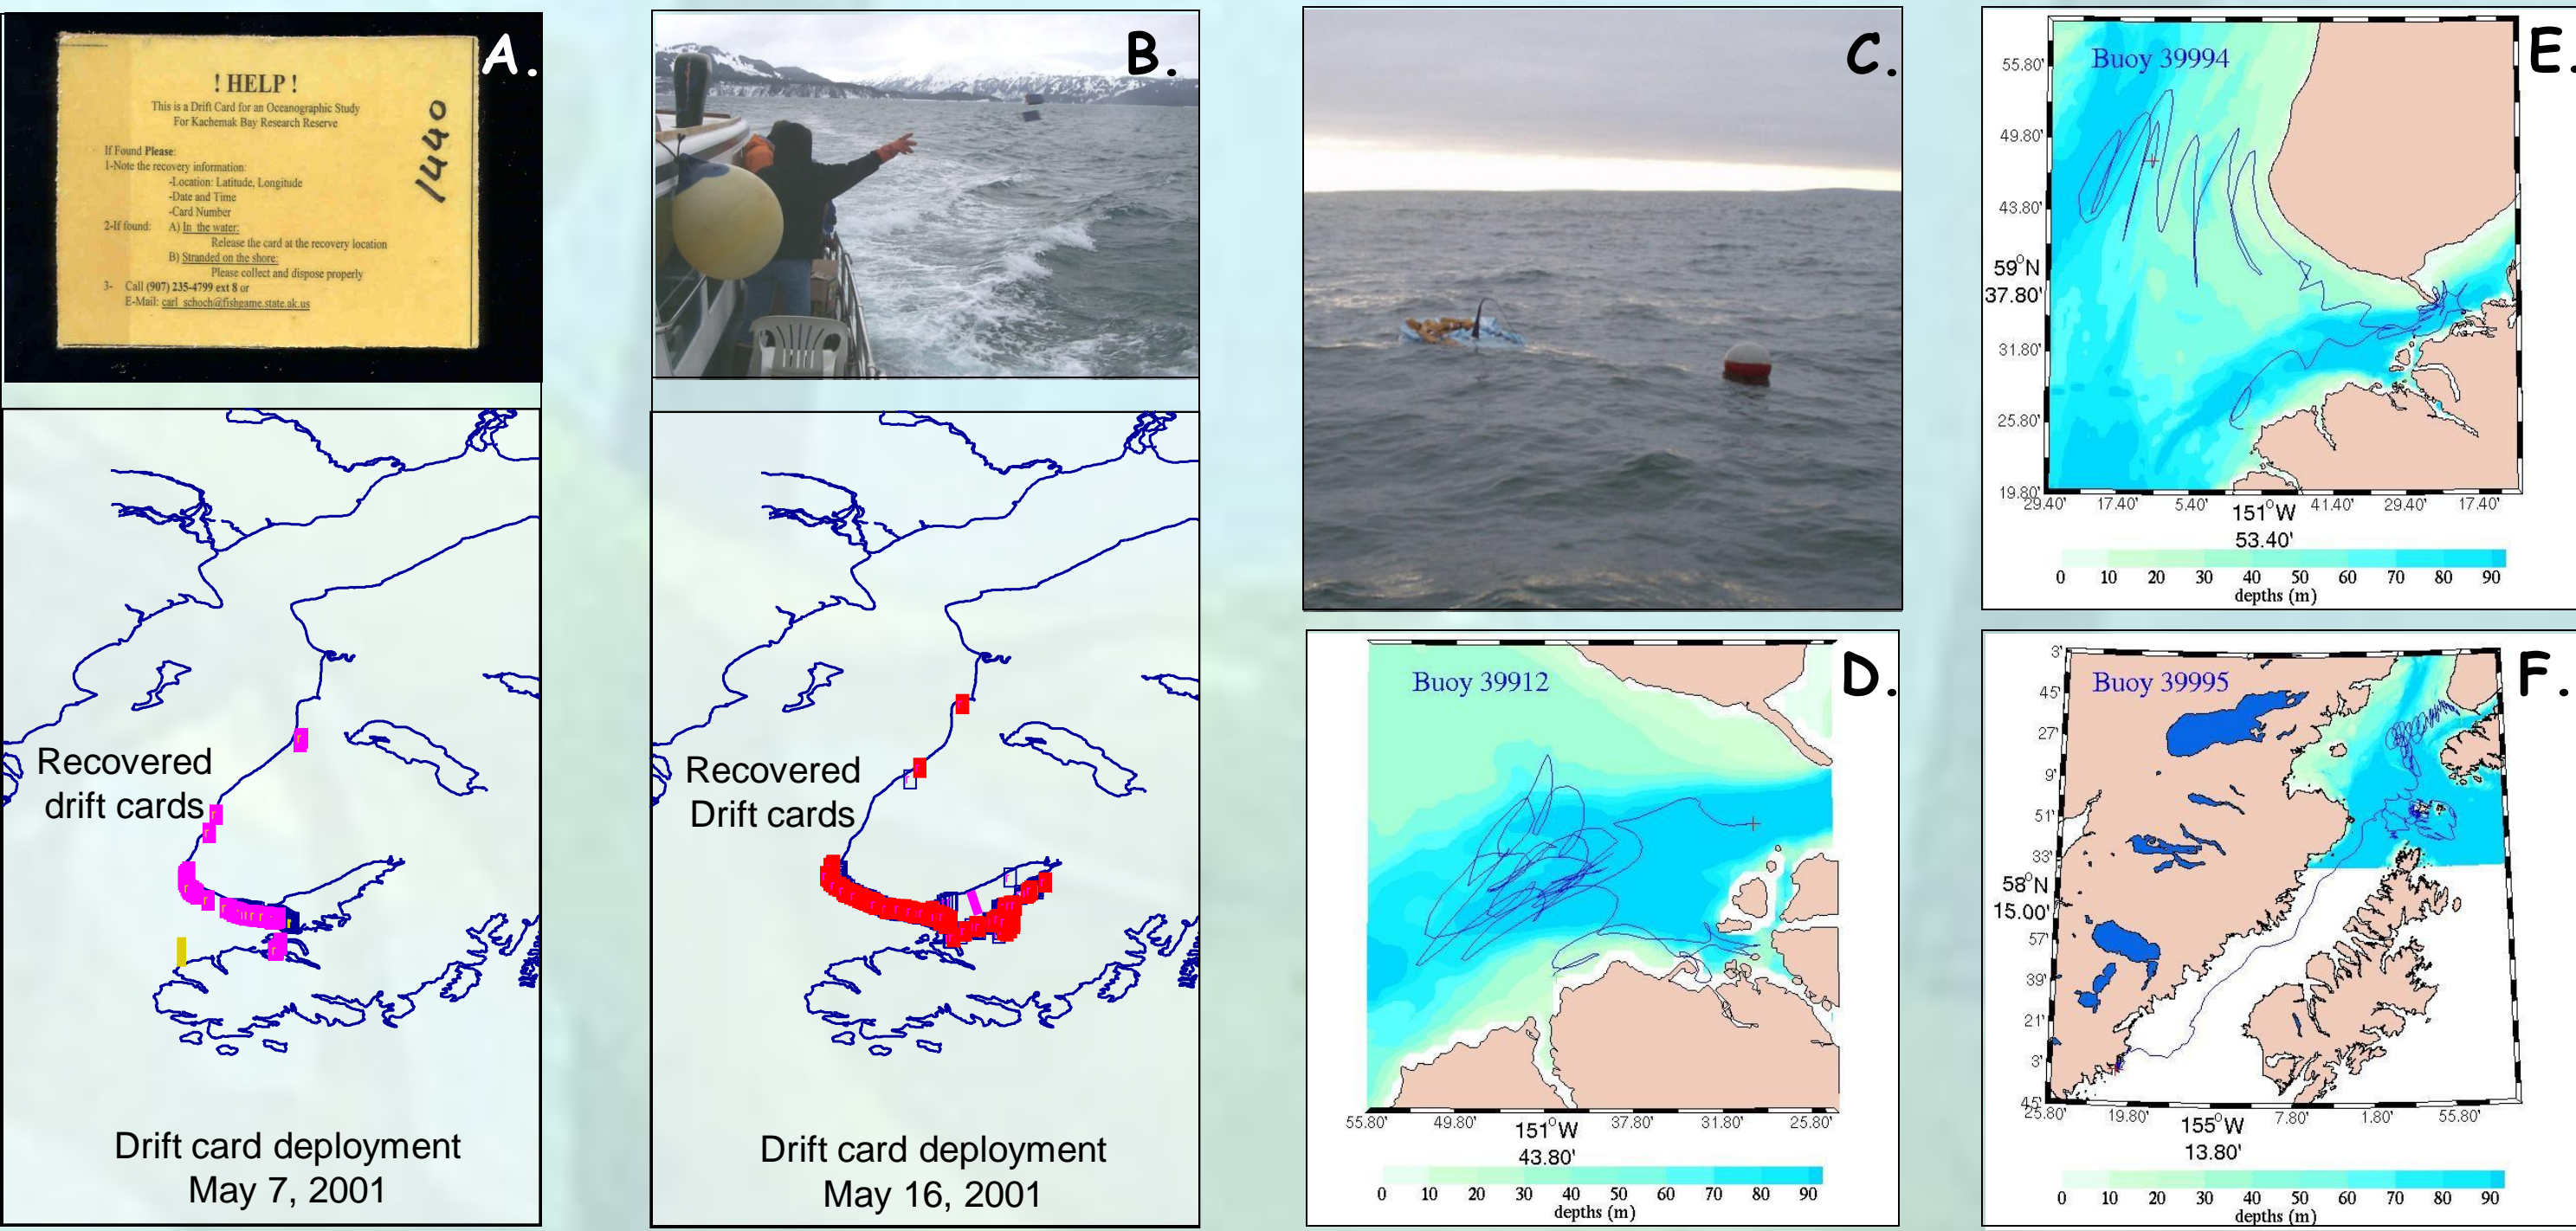 A.
! HELP !
This is a Drift Card for an Oceanographic Study
For Kachemak Bay Research Reserve
1440
If Found Please:
1-Note the recovery information:
-Location: Latitude, Longitude
-Date and Time
-Card Number
2-If found: A) In the water:
Release the card at the recovery location
B) Stranded on the shore:
Please collect and dispose properly
3- Call (907) 235-4799 ext 8 or
E-Mail: carl_schoch@fishgame.state.ak.us
Recovered
drift cards
Drift card deployment
May 7, 2001
B.
Recovered
Drift cards
Drift card deployment
May 16, 2001
C.
D.
Buoy 39912
55.80' 49.80' 151°W 37.80' 31.80' 25.80'
43.80'
0 10 20 30 40 50 60 70 80 90
depths (m)
E.
Buoy 39994
55.80'
49.80'
43.80'
59°N
37.80'
31.80'
25.80'
19.80'
29.40' 17.40' 5.40' 151°W 41.40' 29.40' 17.40'
53.40'
0 10 20 30 40 50 60 70 80 90
depths (m)
F.
Buoy 39995
3'
45'
27'
9'
51'
33'
58°N
15.00'
57'
39'
21'
3'
45'
25.80' 19.80' 155°W 7.80' 1.80' 55.80'
13.80'
0 10 20 30 40 50 60 70 80 90
depths (m)